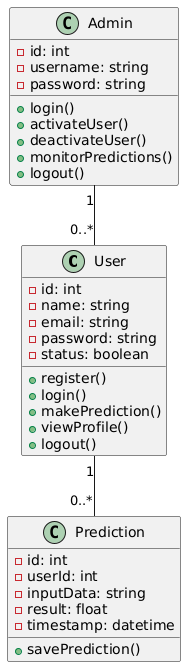 C Admin
id: int
username: string
password: string
login()
activateUser()
deactivateUser()
monitorPredictions()
logout()
1
0..*
C User
id: int
name: string
email: string
password: string
status: boolean
register()
login()
makePrediction()
viewProfile()
logout()
1
0..*
C Prediction
id: int
userId: int
inputData: string
result: float
timestamp: datetime
savePrediction()